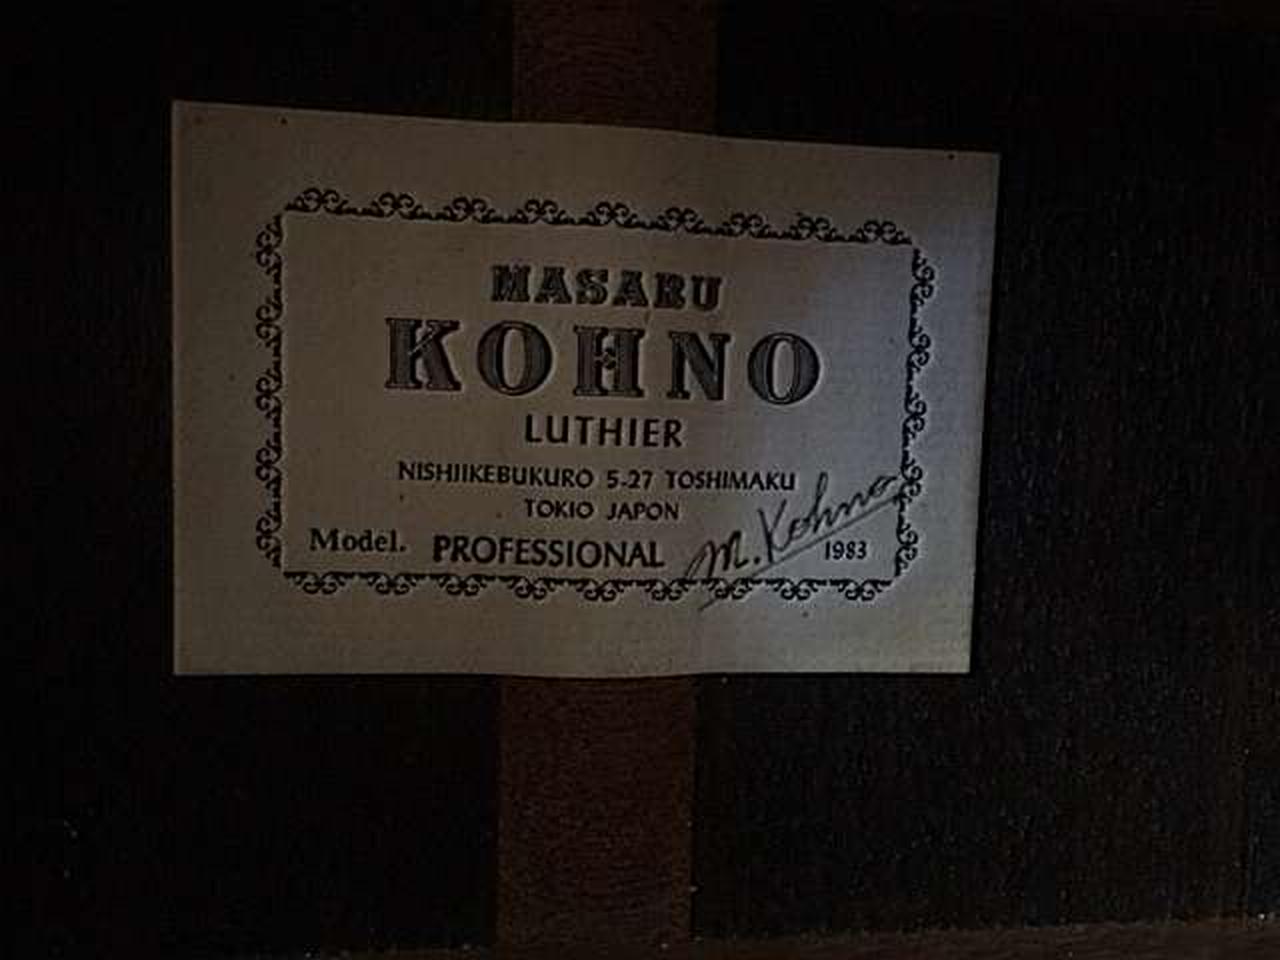 MASARU
KOHNO
LUTHIER
NISHIIKEBUKURO 5-27 TOSHIMAKU
TOKIO JAPON
Model. PROFESSIONAL M. Kohno 1983